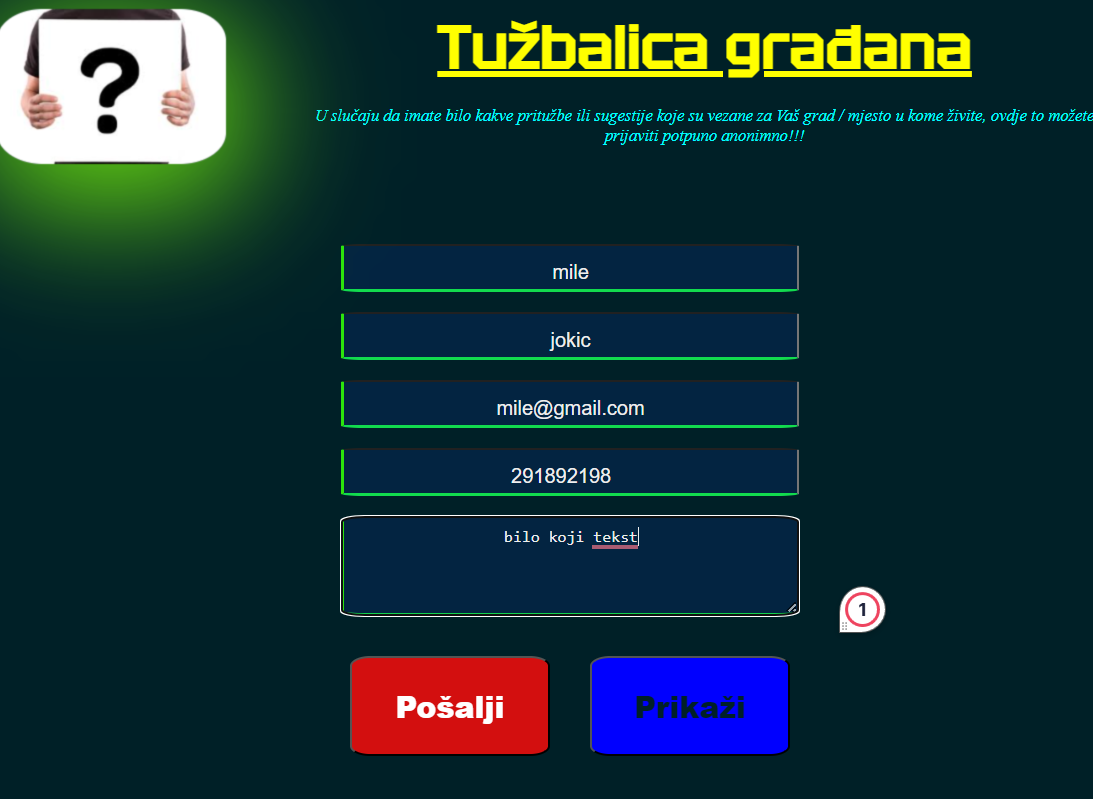 ?
Tužbalica građana
U slučaju da imate bilo kakve pritužbe ili sugestije koje su vezane za Vaš grad / mjesto u kome živite, ovdje to možete
prijaviti potpuno anonimno!!!
mile
jokic
mile@gmail.com
291892198
bilo koji tekst
1
Pošalji
Prikaži